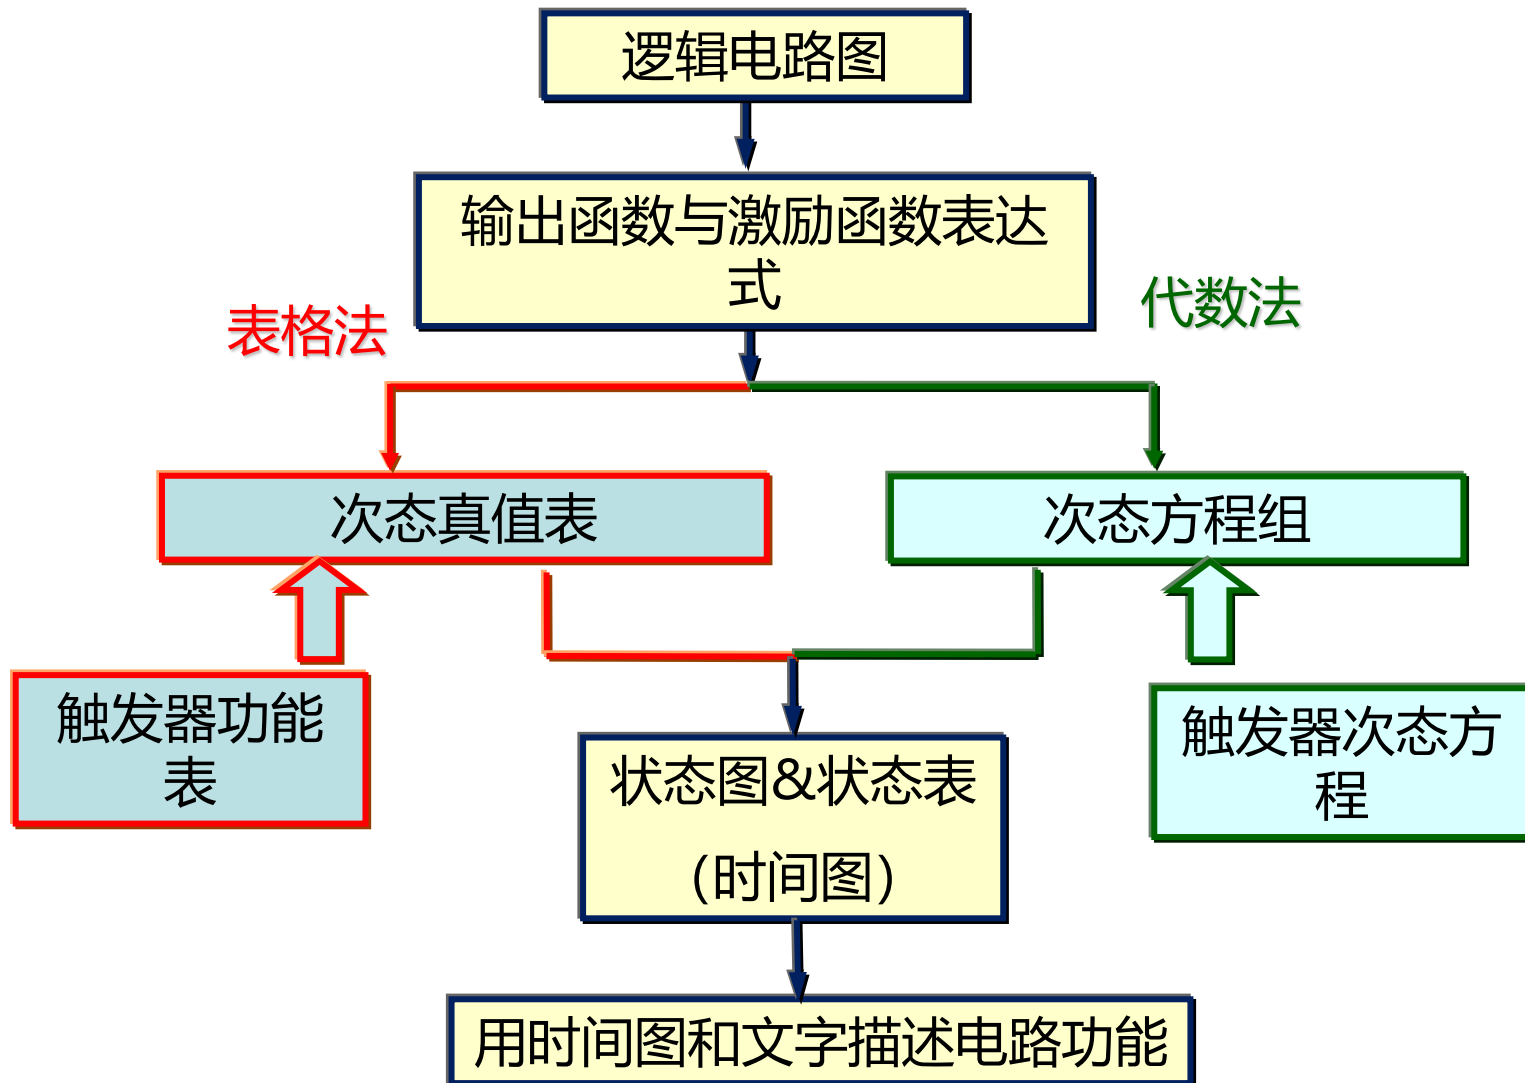 逻辑电路图
输出函数与激励函数表达
式
表格法
代数法
次态真值表
次态方程组
触发器功能
表
触发器次态方
程
状态图&状态表
（时间图）
用时间图和文字描述电路功能